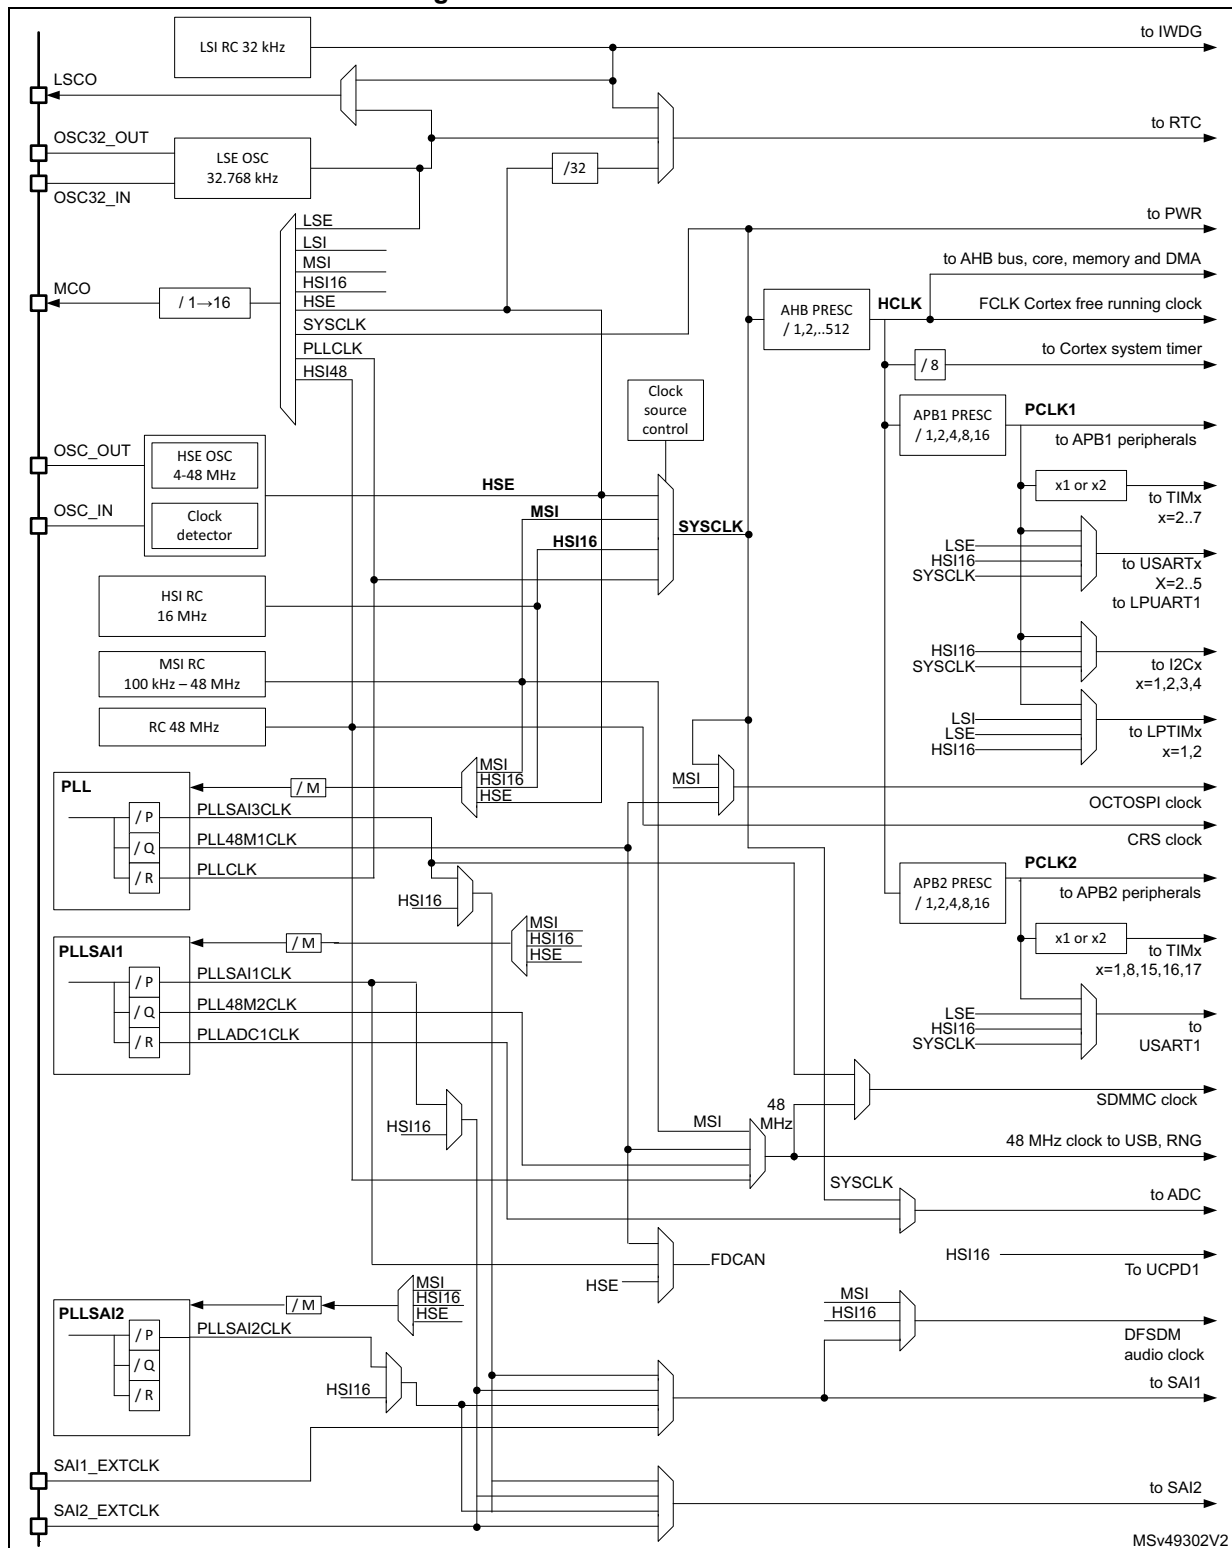 LSI RC 32 kHz
to IWDG
LSCO
OSC32_OUT
to RTC
LSE OSC
32.768 kHz
/32
OSC32_IN
to PWR
LSE
LSI
MSI
HSI16
HSE
SYSCLK
PLLCLK
HSI48
MCO
/ 1→16
to AHB bus, core, memory and DMA
AHB PRESC
/ 1,2,..512
HCLK
FCLK Cortex free running clock
/ 8
to Cortex system timer
Clock
source
control
APB1 PRESC
/ 1,2,4,8,16
PCLK1
to APB1 peripherals
OSC_OUT
HSE OSC
4-48 MHz
OSC_IN
Clock
detector
HSE
MSI
HSI16
SYSCLK
x1 or x2
to TIMx
x=2..7
LSE
HSI16
SYSCLK
to USARTx
X=2..5
to LPUART1
HSI RC
16 MHz
MSI RC
100 kHz – 48 MHz
RC 48 MHz
HSI16
SYSCLK
to I2Cx
x=1,2,3,4
LSI
LSE
HSI16
to LPTIMx
x=1,2
PLL
/ M
MSI
HSI16
HSE
MSI
OCTOSPI clock
/ P
PLLSAI3CLK
/ Q
PLL48M1CLK
/ R
PLLCLK
CRS clock
HSI16
APB2 PRESC
/ 1,2,4,8,16
PCLK2
to APB2 peripherals
PLLSAI1
/ M
MSI
HSI16
HSE
x1 or x2
to TIMx
x=1,8,15,16,17
/ P
PLLSAI1CLK
/ Q
PLL48M2CLK
/ R
PLLADC1CLK
LSE
HSI16
SYSCLK
to
USART1
HSI16
MSI
48
MHz
SDMMC clock
48 MHz clock to USB, RNG
SYSCLK
to ADC
HSE
FDCAN
HSI16
To UCPD1
PLLSAI2
/ M
MSI
HSI16
HSE
MSI
HSI16
DFSDM
audio clock
/ P
PLLSAI2CLK
/ Q
/ R
HSI16
to SAI1
SAI1_EXTCLK
to SAI2
SAI2_EXTCLK
MSv49302V2